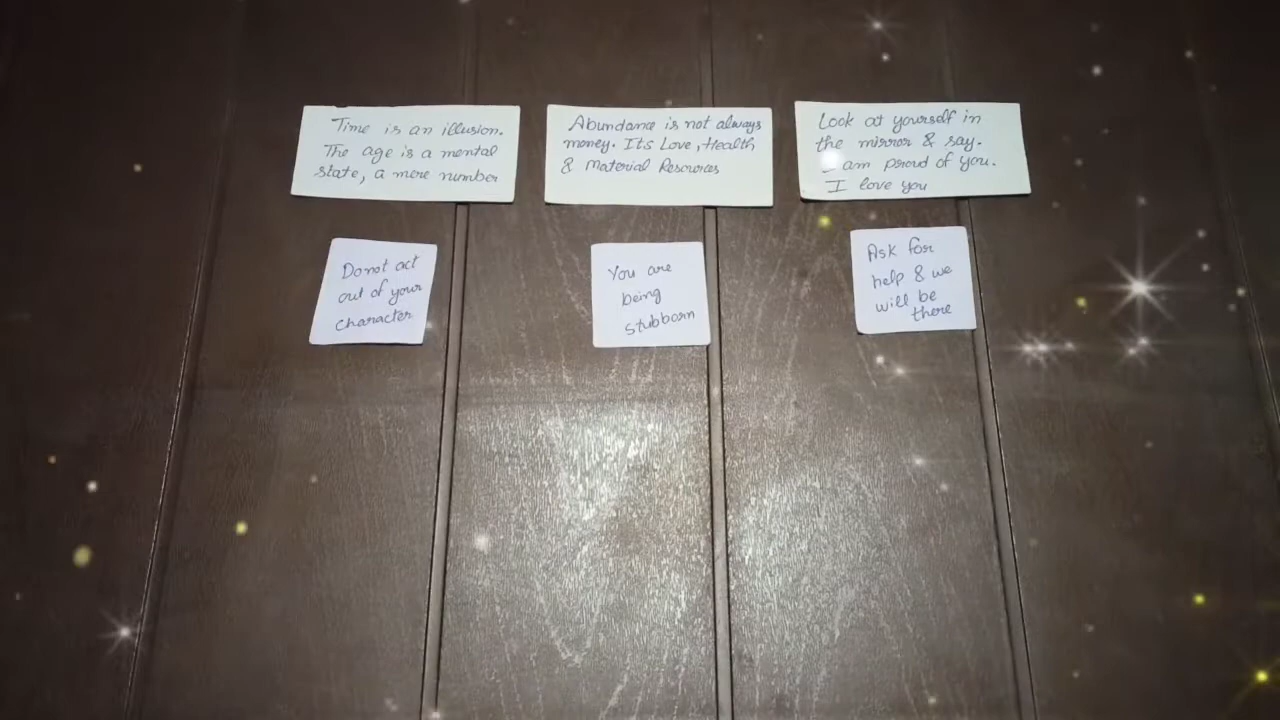 Time is an illusion.
The age is a mental
state, a mere number
Abundance is not always
money. Its Love, Health
& Material Resources
Look at yourself in
the mirror & say.
I am proud of you.
I love you
Do not act
out of your
character.
You are
being
stubborn
Ask for
help & we
will be
there